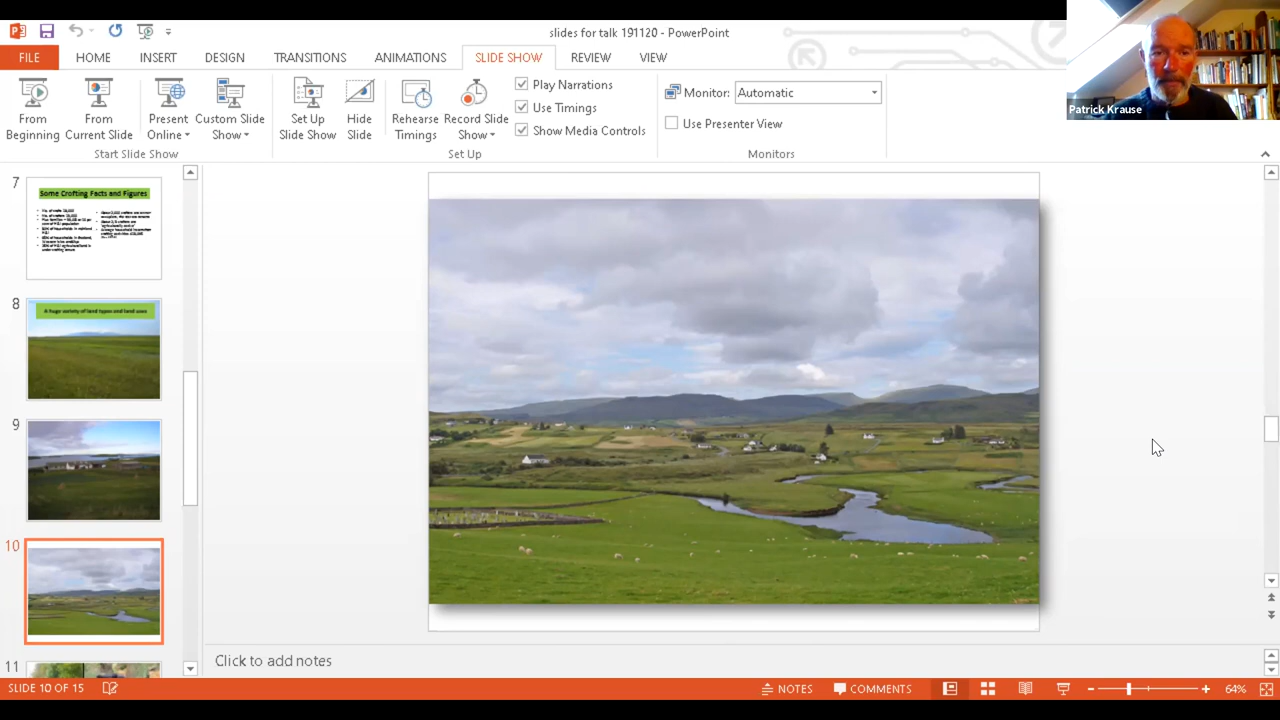 slides for talk 191120 - PowerPoint
FILE HOME INSERT DESIGN TRANSITIONS ANIMATIONS SLIDE SHOW REVIEW VIEW
From Beginning
From Current Slide
Present Online
Custom Slide Show
Start Slide Show
Set Up Slide Show
Hide Slide
Rehearse Timings
Record Slide Show
Play Narrations
Use Timings
Show Media Controls
Set Up
Monitor: Automatic
Use Presenter View
Monitors
Patrick Krause
7
Some Crofting Facts and Figures
8
A huge variety of land types and land uses
9
10
11
Click to add notes
SLIDE 10 OF 15
NOTES
COMMENTS
64%